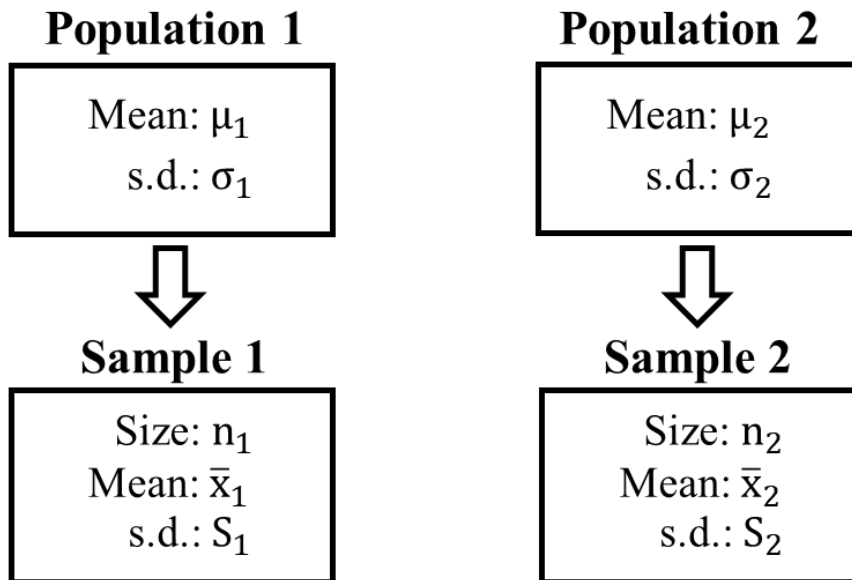 Population 1
Mean: μ₁
s.d.: σ₁
Sample 1
Size: n₁
Mean: x̄₁
s.d.: S₁
Population 2
Mean: μ₂
s.d.: σ₂
Sample 2
Size: n₂
Mean: x̄₂
s.d.: S₂